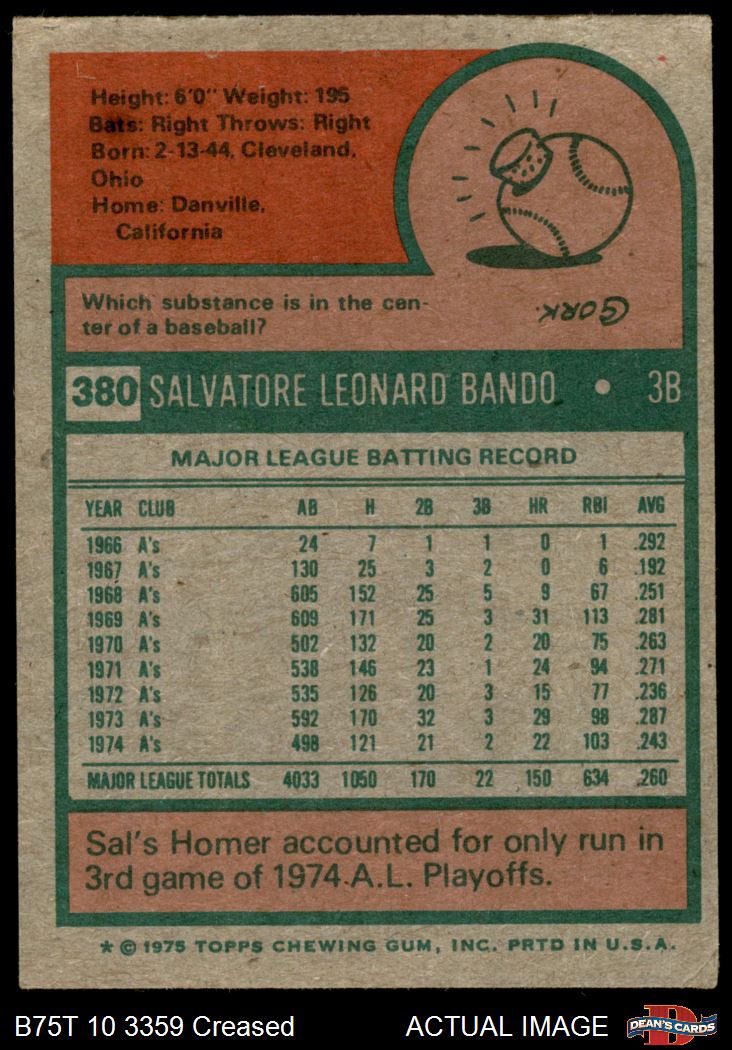 Height: 6'0" Weight: 195
Bats: Right Throws: Right
Born: 2-13-44, Cleveland,
Ohio
Home: Danville,
California
Which substance is in the cen-
ter of a baseball?
CORK.
380 SALVATORE LEONARD BANDO • 3B
MAJOR LEAGUE BATTING RECORD
YEAR CLUB AB H 2B 3B HR RBI AVG
1966 A's 24 7 1 1 0 1 .292
1967 A's 130 25 3 2 0 6 .192
1968 A's 605 152 25 5 9 67 .251
1969 A's 609 171 25 3 31 113 .281
1970 A's 502 132 20 2 20 75 .263
1971 A's 538 146 23 1 24 94 .271
1972 A's 535 126 20 3 15 77 .236
1973 A's 592 170 32 3 29 98 .287
1974 A's 498 121 21 2 22 103 .243
MAJOR LEAGUE TOTALS 4033 1050 170 22 150 634 .260
Sal's Homer accounted for only run in
3rd game of 1974 A.L. Playoffs.
* © 1975 TOPPS CHEWING GUM, INC. PRTD IN U.S.A.
B75T 10 3359 Creased ACTUAL IMAGE DEAN'S CARDS